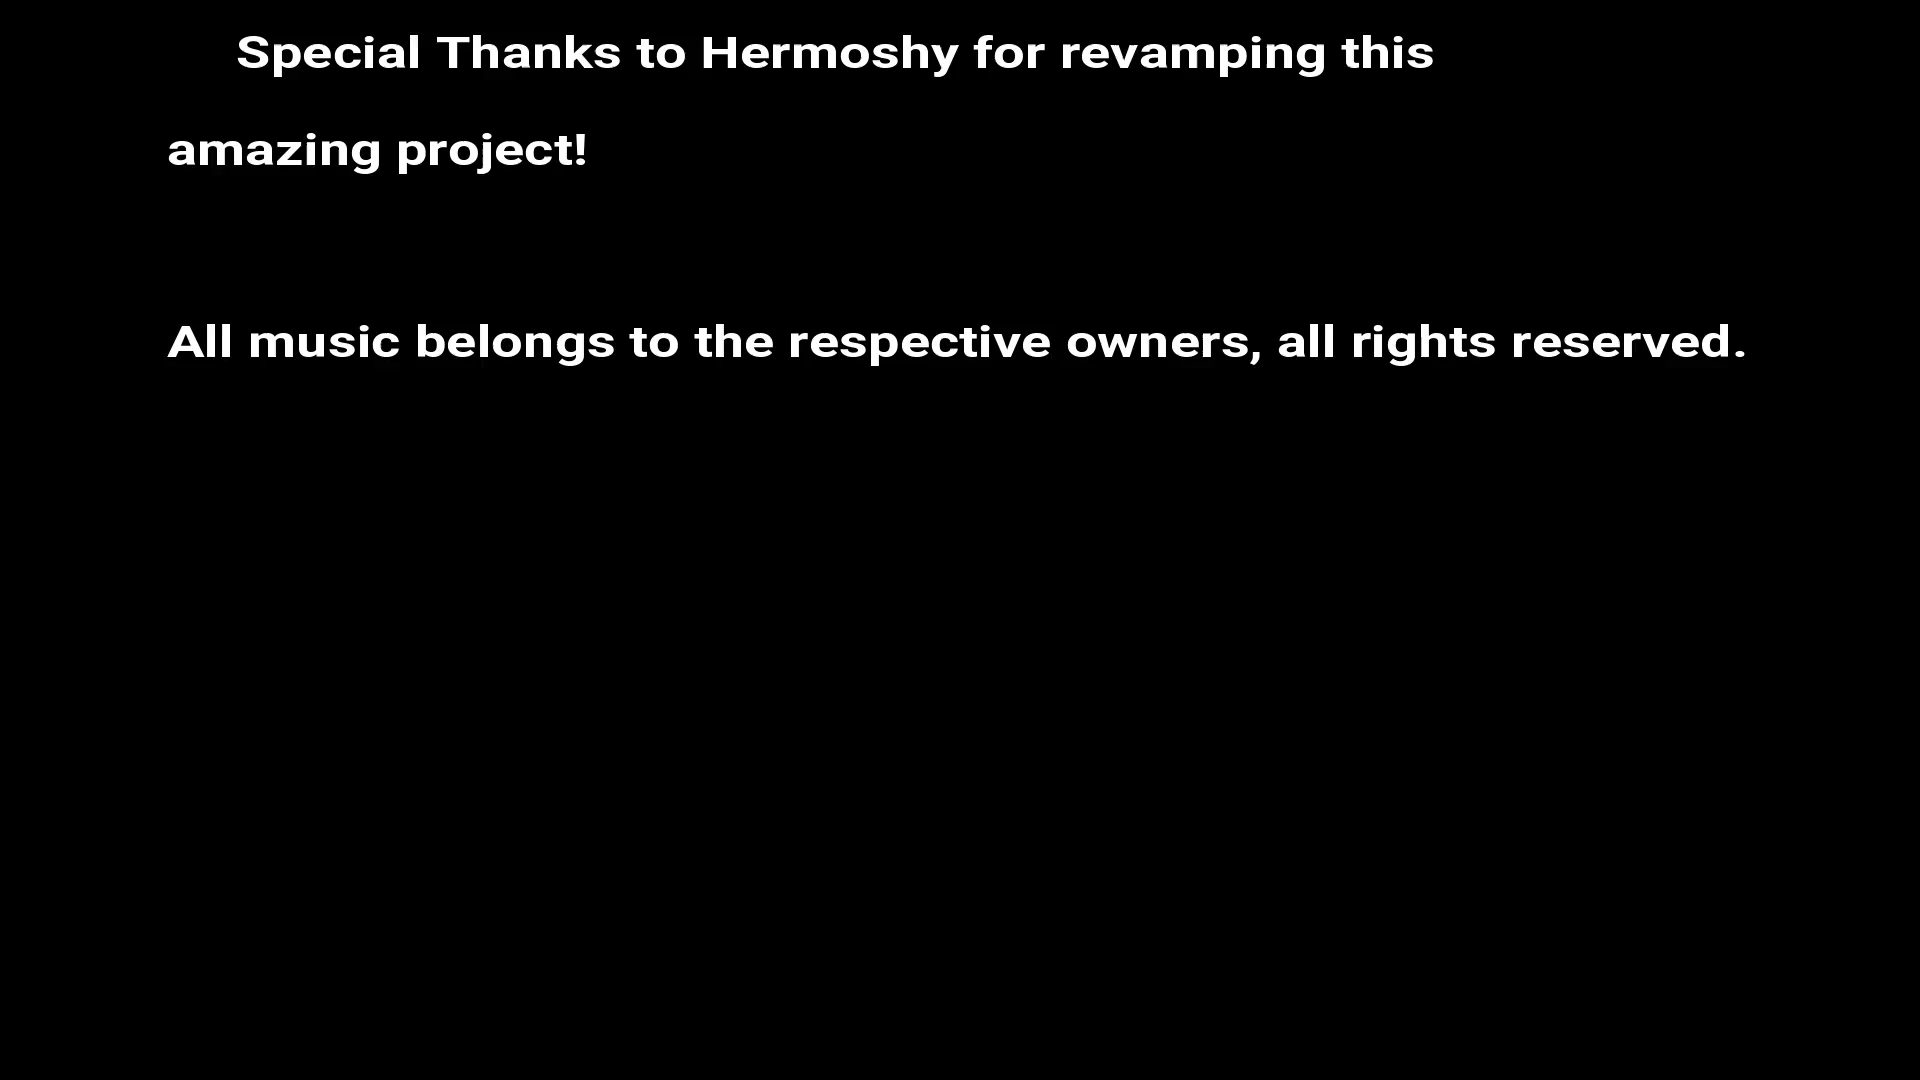 Special Thanks to Hermoshy for revamping this
amazing project!
All music belongs to the respective owners, all rights reserved.